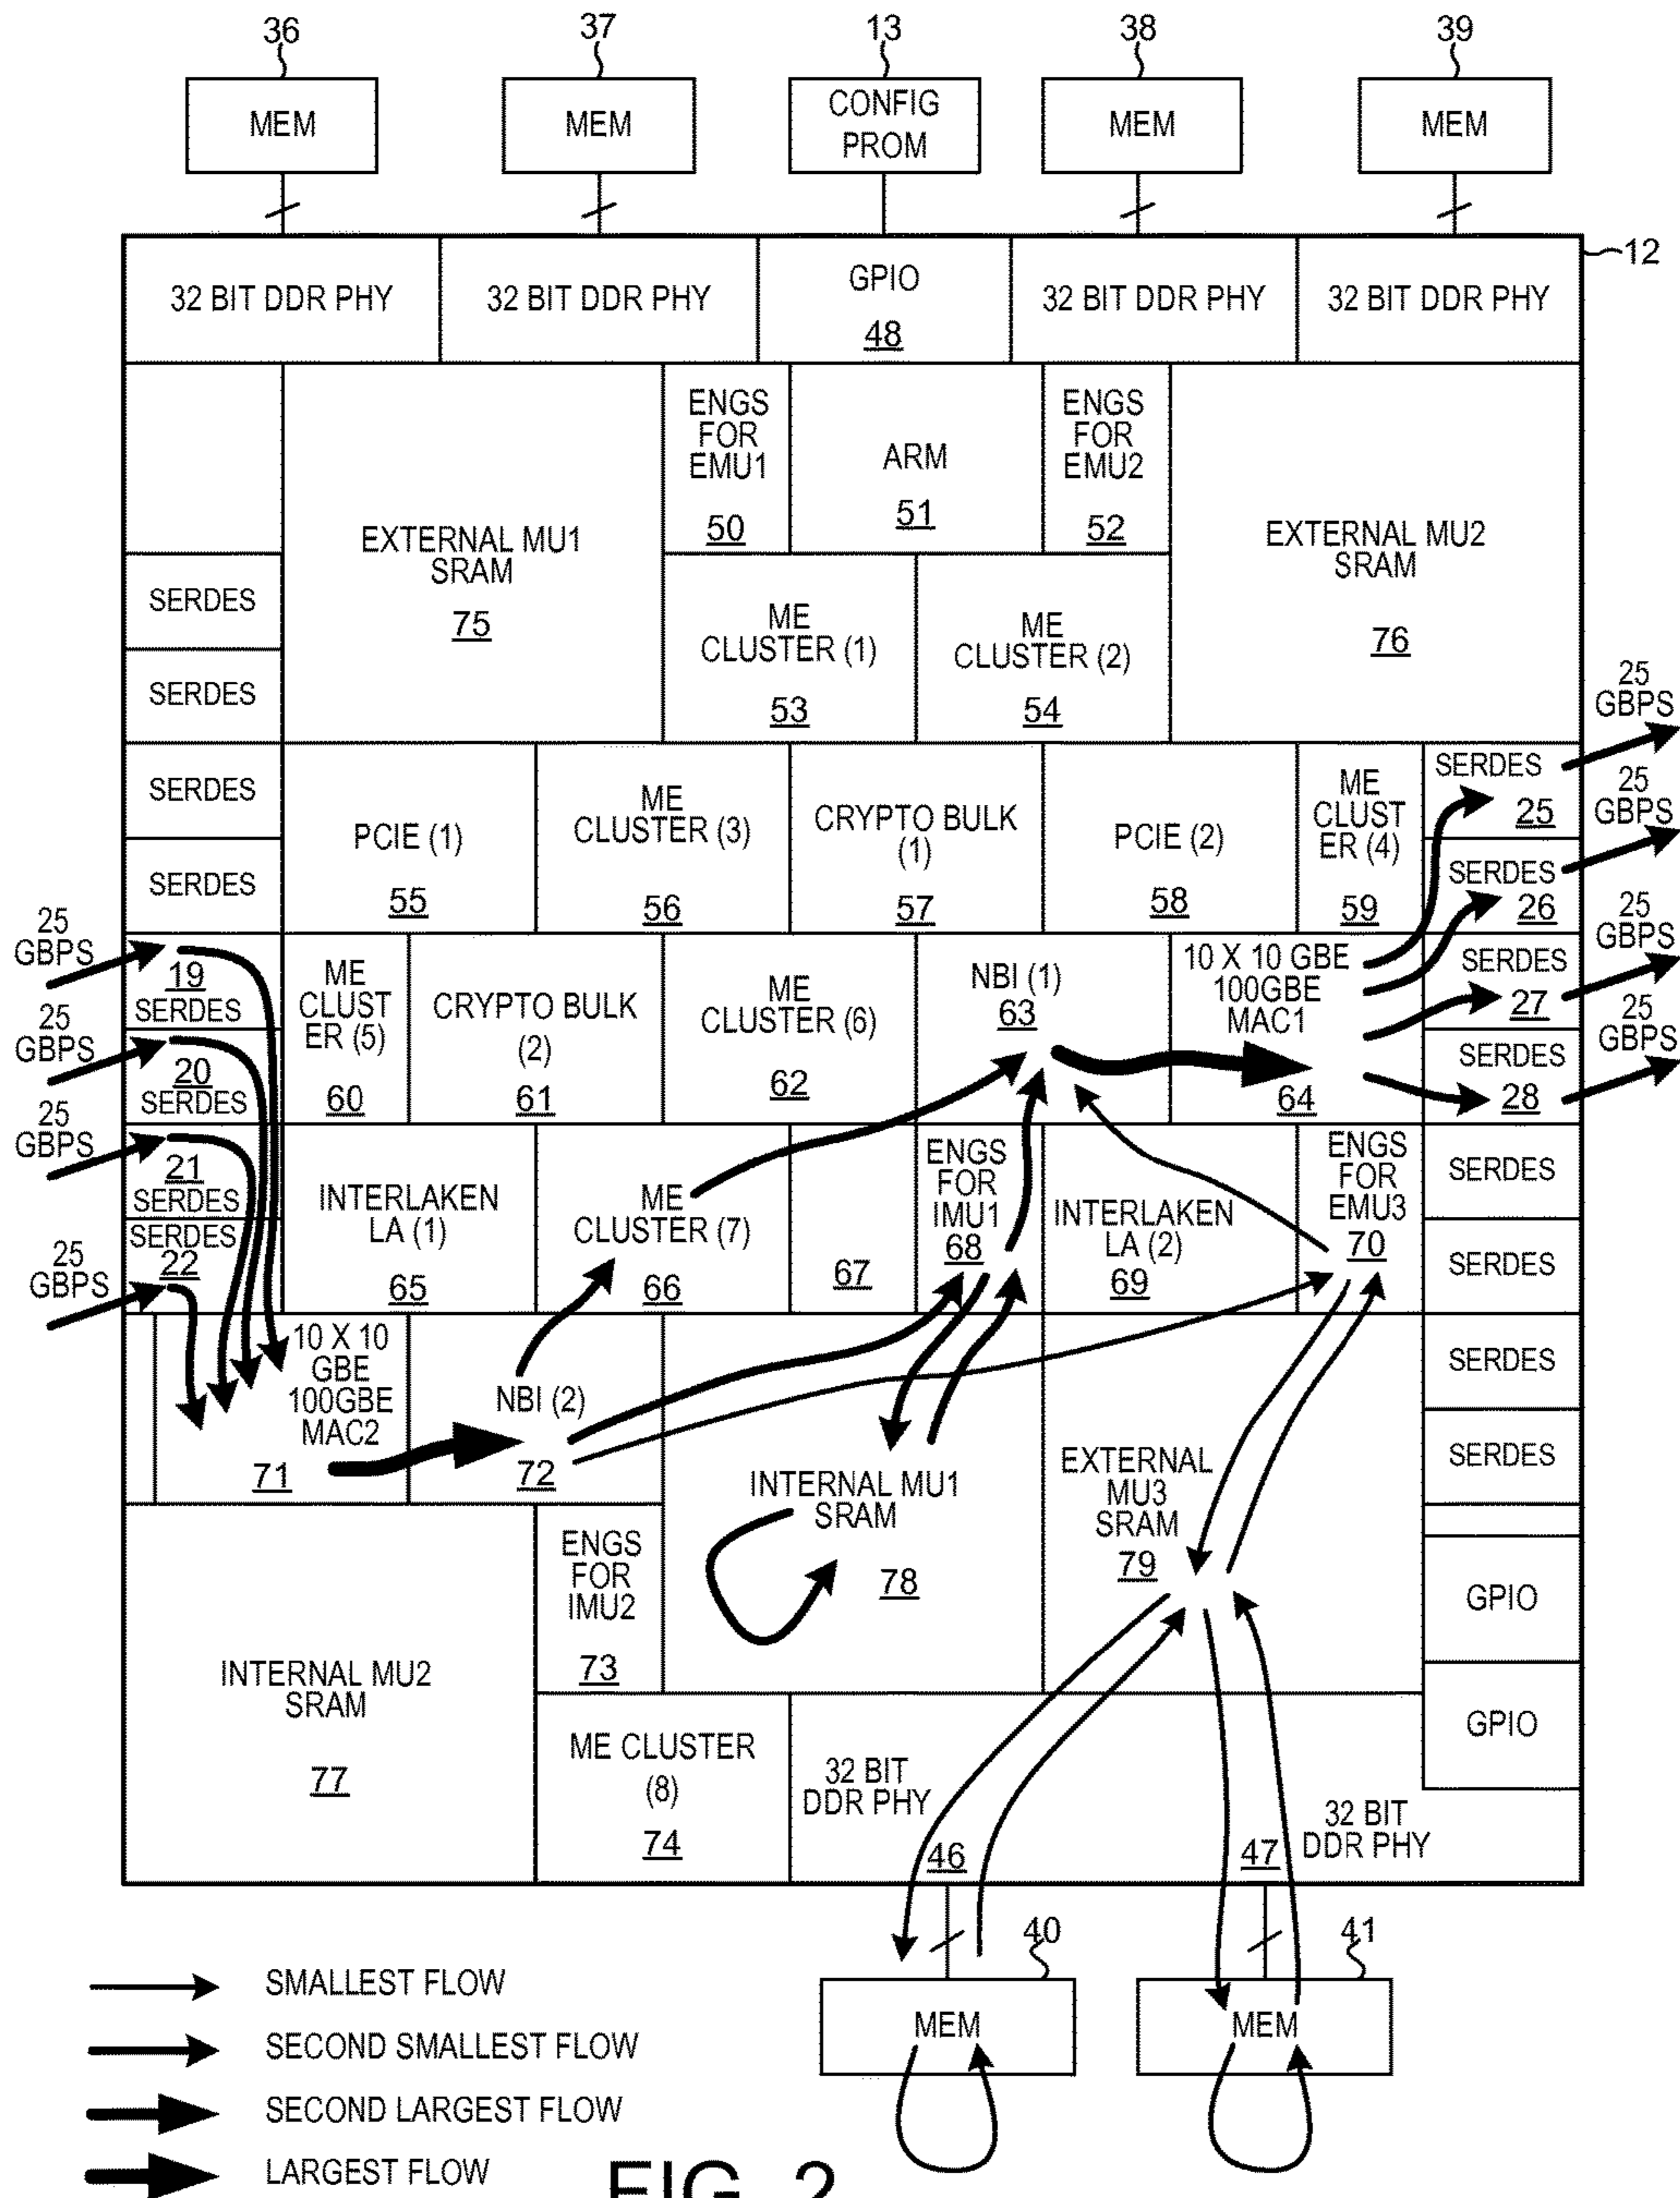 36
37
13
38
39
MEM
MEM
CONFIG
PROM
MEM
MEM
12
32 BIT DDR PHY
32 BIT DDR PHY
GPIO
48
32 BIT DDR PHY
32 BIT DDR PHY
ENGS
FOR
EMU1
50
ARM
51
ENGS
FOR
EMU2
52
EXTERNAL MU1
SRAM
75
EXTERNAL MU2
SRAM
76
SERDES
SERDES
ME
CLUSTER (1)
53
ME
CLUSTER (2)
54
SERDES
SERDES
PCIE (1)
55
ME
CLUSTER (3)
56
CRYPTO BULK
(1)
57
PCIE (2)
58
ME
CLUST
ER (4)
59
SERDES
25
25
GBPS
SERDES
26
25
GBPS
25
GBPS
19
SERDES
25
GBPS
20
SERDES
ME
CLUST
ER (5)
60
CRYPTO BULK
(2)
61
ME
CLUSTER (6)
62
NBI (1)
63
10 X 10 GBE
100GBE
MAC1
64
SERDES
27
25
GBPS
SERDES
28
25
GBPS
25
GBPS
21
SERDES
25
GBPS
SERDES
22
INTERLAKEN
LA (1)
65
ME
CLUSTER (7)
66
67
ENGS
FOR
IMU1
68
INTERLAKEN
LA (2)
69
ENGS
FOR
EMU3
70
SERDES
SERDES
10 X 10
GBE
100GBE
MAC2
71
NBI (2)
72
INTERNAL MU1
SRAM
78
EXTERNAL
MU3
SRAM
79
SERDES
SERDES
GPIO
GPIO
ENGS
FOR
IMU2
73
INTERNAL MU2
SRAM
77
ME CLUSTER
(8)
74
32 BIT
DDR PHY
46
47
32 BIT
DDR PHY
40
41
MEM
MEM
SMALLEST FLOW
SECOND SMALLEST FLOW
SECOND LARGEST FLOW
LARGEST FLOW
FIG. 2